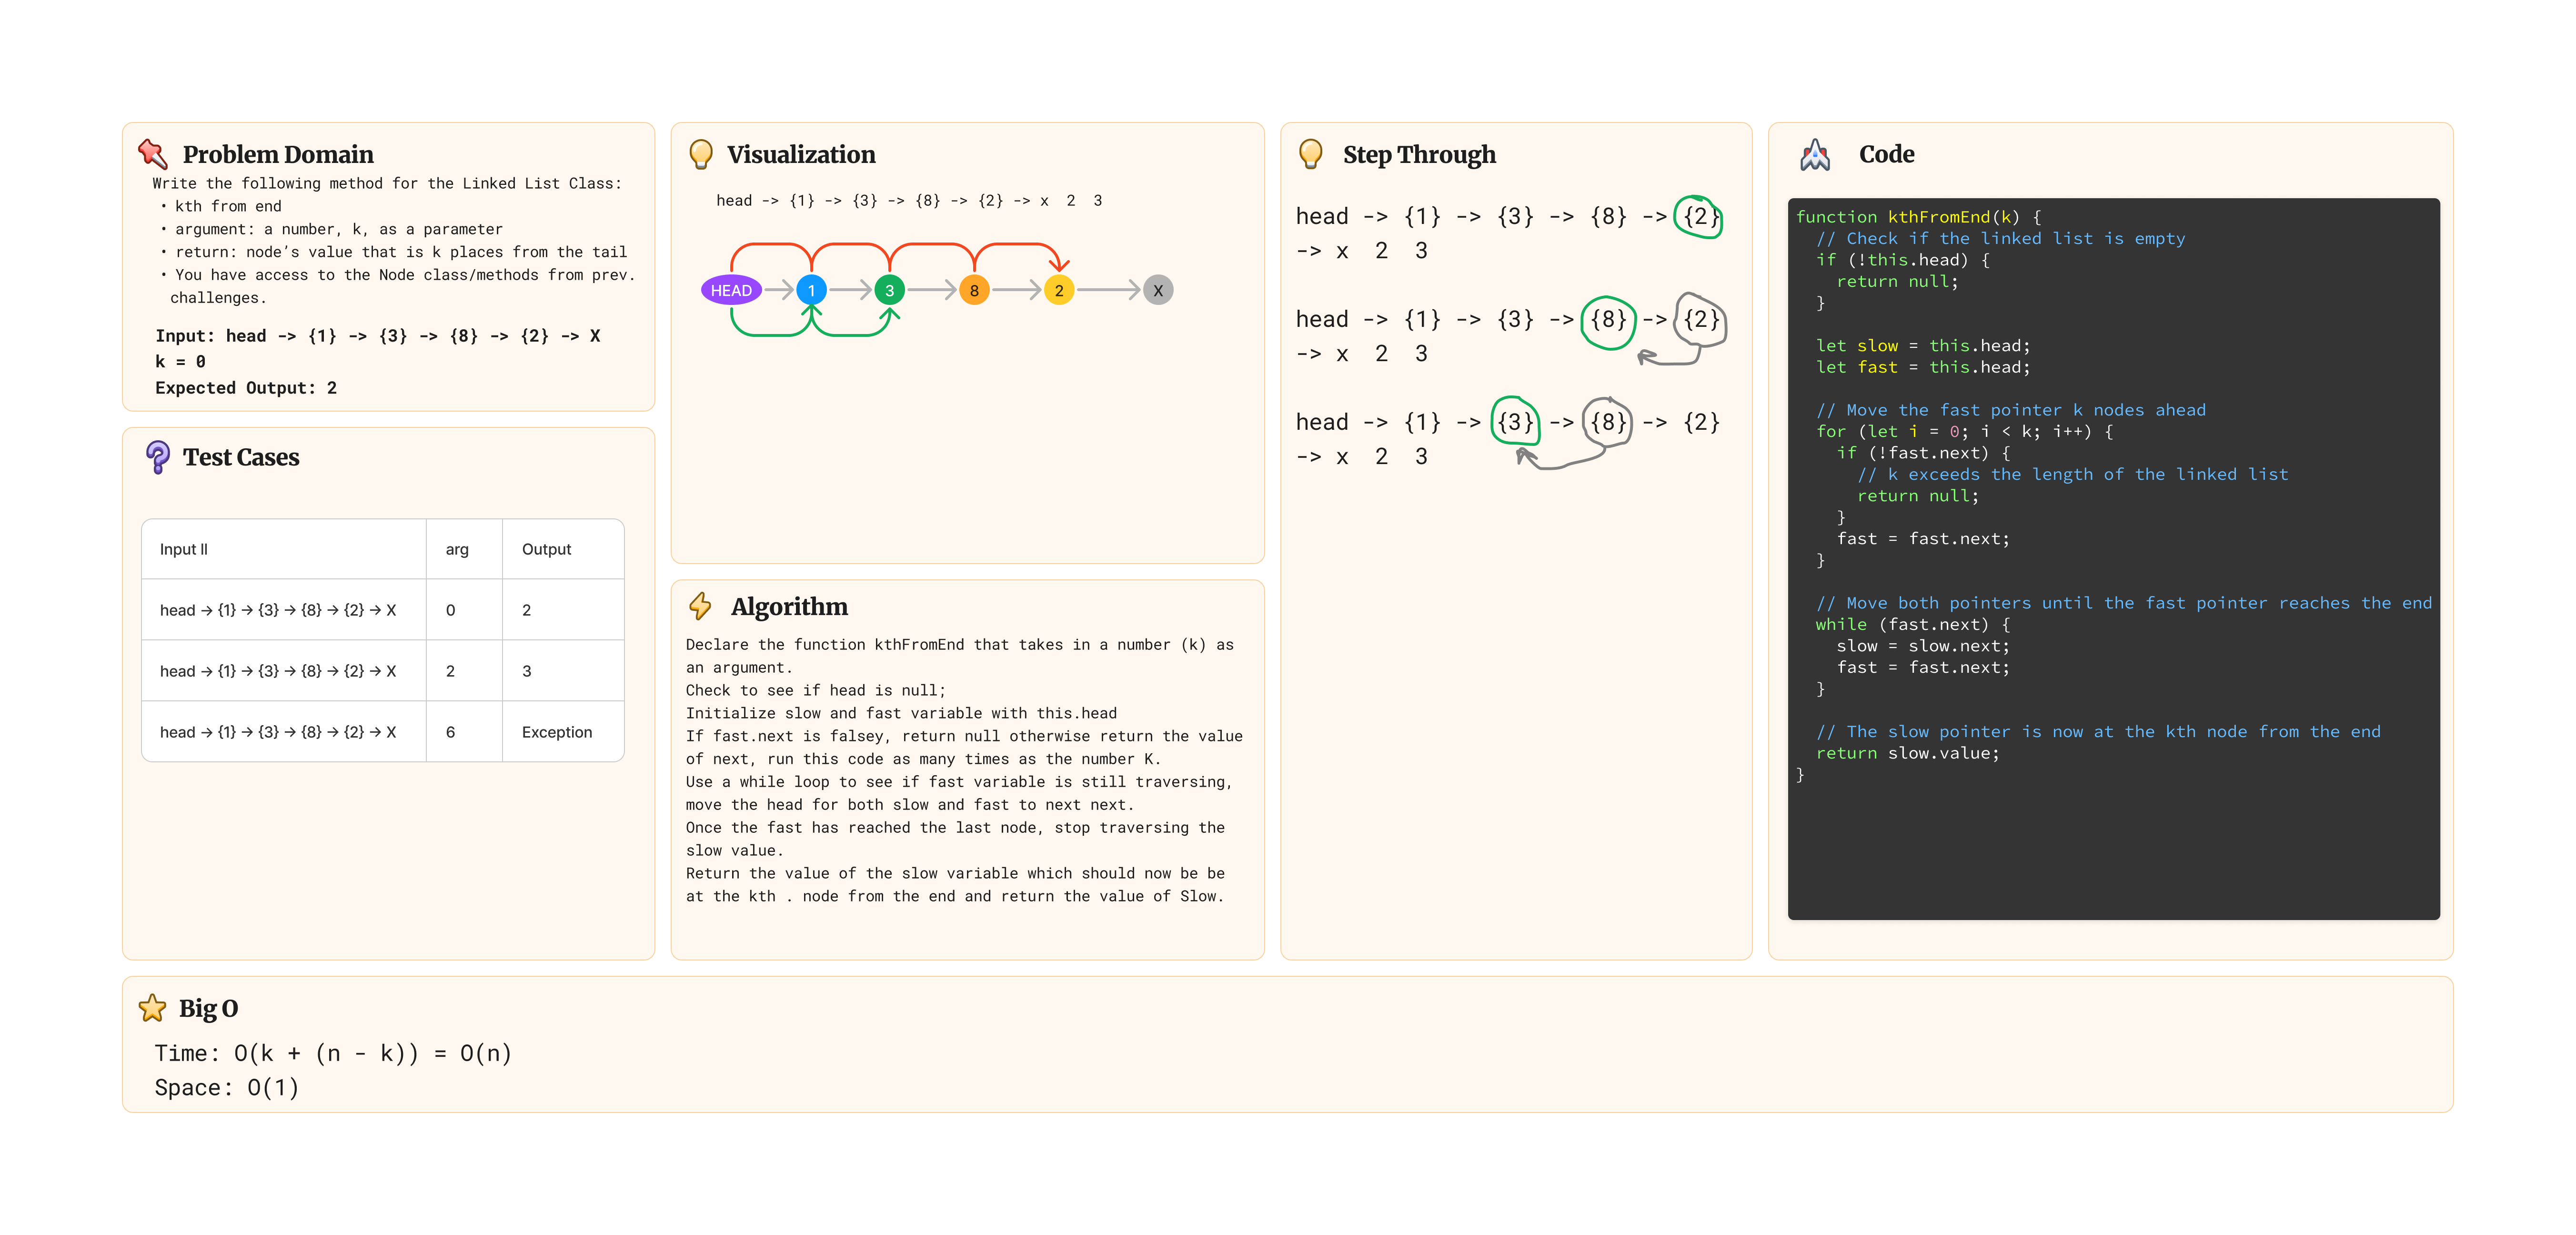 Problem Domain
Write the following method for the Linked List Class:
• kth from end
• argument: a number, k, as a parameter
• return: node’s value that is k places from the tail
• You have access to the Node class/methods from prev.
challenges.
Input: head -> {1} -> {3} -> {8} -> {2} -> X
k = 0
Expected Output: 2
Test Cases
Input ll arg Output
head → {1} → {3} → {8} → {2} → X 0 2
head → {1} → {3} → {8} → {2} → X 2 3
head → {1} → {3} → {8} → {2} → X 6 Exception
Visualization
head -> {1} -> {3} -> {8} -> {2} -> x 2 3
HEAD 1 3 8 2 X
Algorithm
Declare the function kthFromEnd that takes in a number (k) as
an argument.
Check to see if head is null;
Initialize slow and fast variable with this.head
If fast.next is falsey, return null otherwise return the value
of next, run this code as many times as the number K.
Use a while loop to see if fast variable is still traversing,
move the head for both slow and fast to next next.
Once the fast has reached the last node, stop traversing the
slow value.
Return the value of the slow variable which should now be be
at the kth . node from the end and return the value of Slow.
Step Through
head -> {1} -> {3} -> {8} -> {2}
-> x 2 3
head -> {1} -> {3} -> {8} -> {2}
-> x 2 3
head -> {1} -> {3} -> {8} -> {2}
-> x 2 3
Code
function kthFromEnd(k) {
// Check if the linked list is empty
if (!this.head) {
return null;
}
let slow = this.head;
let fast = this.head;
// Move the fast pointer k nodes ahead
for (let i = 0; i < k; i++) {
if (!fast.next) {
// k exceeds the length of the linked list
return null;
}
fast = fast.next;
}
// Move both pointers until the fast pointer reaches the end
while (fast.next) {
slow = slow.next;
fast = fast.next;
}
// The slow pointer is now at the kth node from the end
return slow.value;
}
Big O
Time: O(k + (n - k)) = O(n)
Space: O(1)